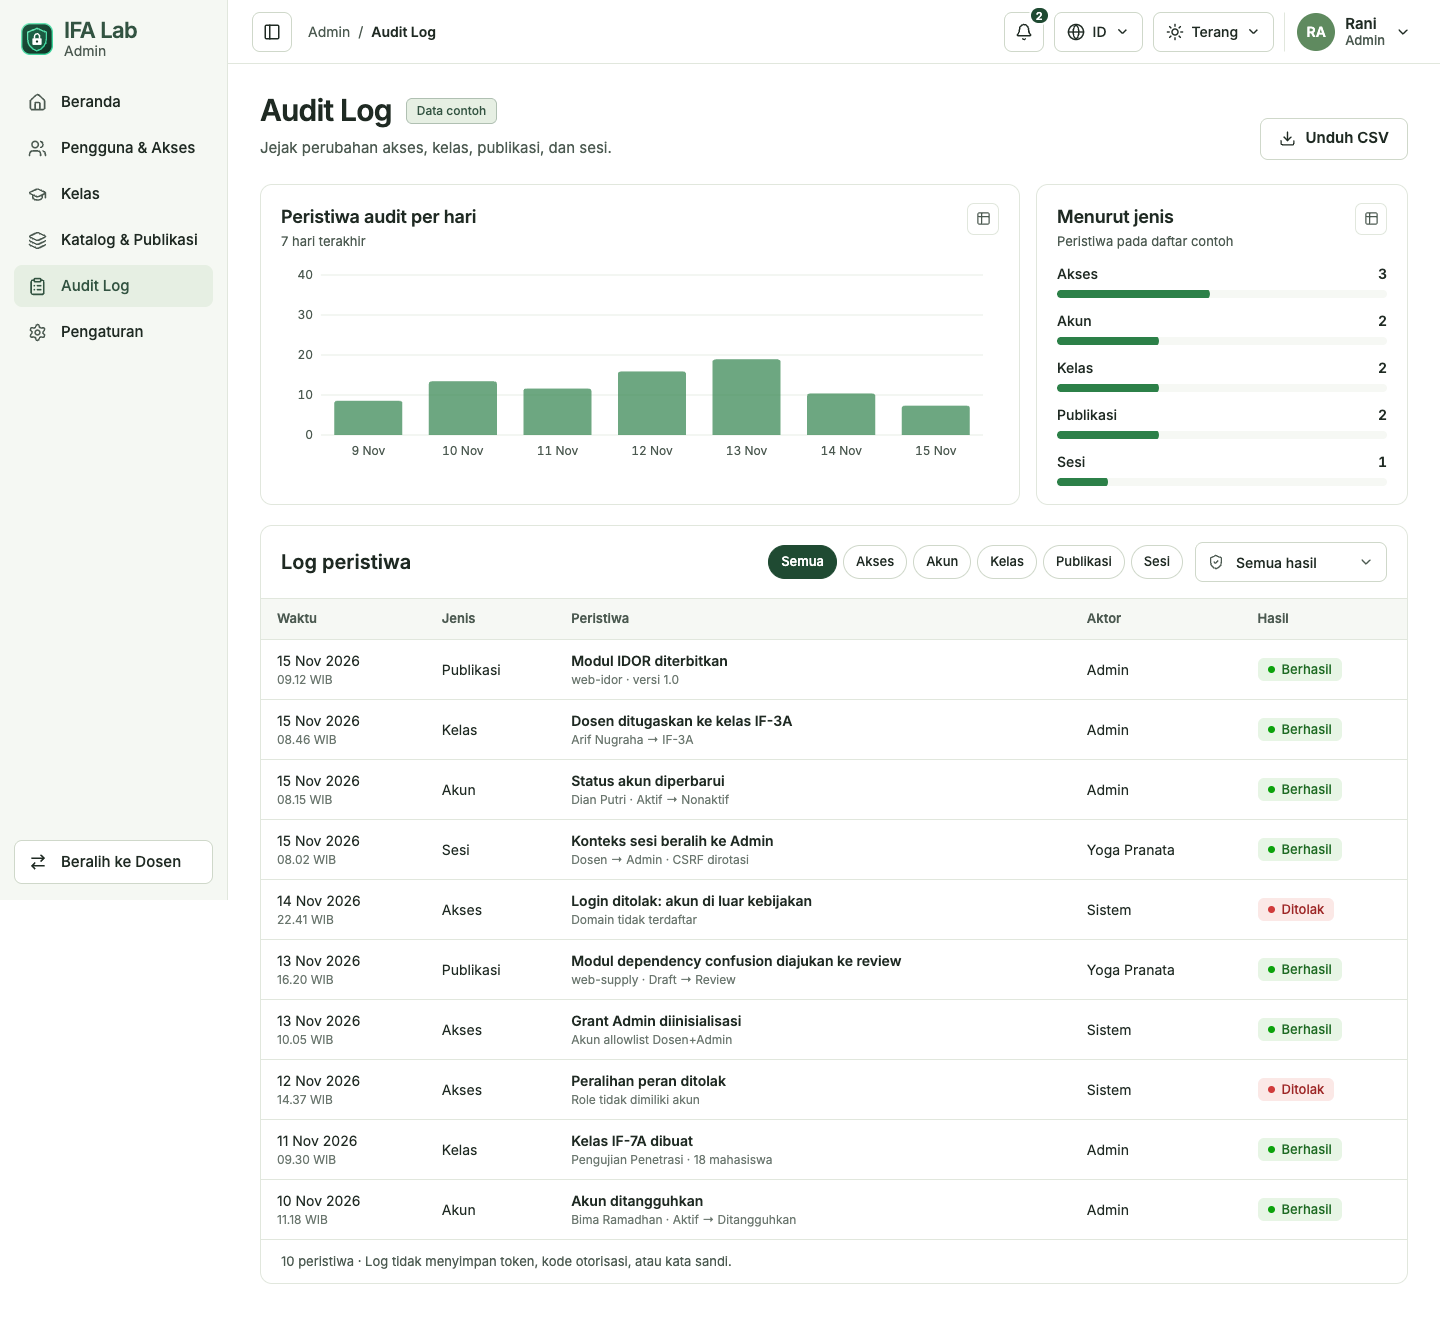 IFA Lab
Admin
Beranda
Pengguna & Akses
Kelas
Katalog & Publikasi
Audit Log
Pengaturan
Beralih ke Dosen
Admin / Audit Log
2
ID
Terang
RA
Rani
Admin
Audit Log
Data contoh
Jejak perubahan akses, kelas, publikasi, dan sesi.
Unduh CSV
Peristiwa audit per hari
7 hari terakhir
40
30
20
10
0
9 Nov 10 Nov 11 Nov 12 Nov 13 Nov 14 Nov 15 Nov
Menurut jenis
Peristiwa pada daftar contoh
Akses 3
Akun 2
Kelas 2
Publikasi 2
Sesi 1
Log peristiwa
Semua Akses Akun Kelas Publikasi Sesi Semua hasil
Waktu Jenis Peristiwa Aktor Hasil
15 Nov 2026
09.12 WIB
Publikasi
Modul IDOR diterbitkan
web-idor · versi 1.0
Admin
Berhasil
15 Nov 2026
08.46 WIB
Kelas
Dosen ditugaskan ke kelas IF-3A
Arif Nugraha → IF-3A
Admin
Berhasil
15 Nov 2026
08.15 WIB
Akun
Status akun diperbarui
Dian Putri · Aktif → Nonaktif
Admin
Berhasil
15 Nov 2026
08.02 WIB
Sesi
Konteks sesi beralih ke Admin
Dosen → Admin · CSRF dirotasi
Yoga Pranata
Berhasil
14 Nov 2026
22.41 WIB
Akses
Login ditolak: akun di luar kebijakan
Domain tidak terdaftar
Sistem
Ditolak
13 Nov 2026
16.20 WIB
Publikasi
Modul dependency confusion diajukan ke review
web-supply · Draft → Review
Yoga Pranata
Berhasil
13 Nov 2026
10.05 WIB
Akses
Grant Admin diinisialisasi
Akun allowlist Dosen+Admin
Sistem
Berhasil
12 Nov 2026
14.37 WIB
Akses
Peralihan peran ditolak
Role tidak dimiliki akun
Sistem
Ditolak
11 Nov 2026
09.30 WIB
Kelas
Kelas IF-7A dibuat
Pengujian Penetrasi · 18 mahasiswa
Admin
Berhasil
10 Nov 2026
11.18 WIB
Akun
Akun ditangguhkan
Bima Ramadhan · Aktif → Ditangguhkan
Admin
Berhasil
10 peristiwa · Log tidak menyimpan token, kode otorisasi, atau kata sandi.